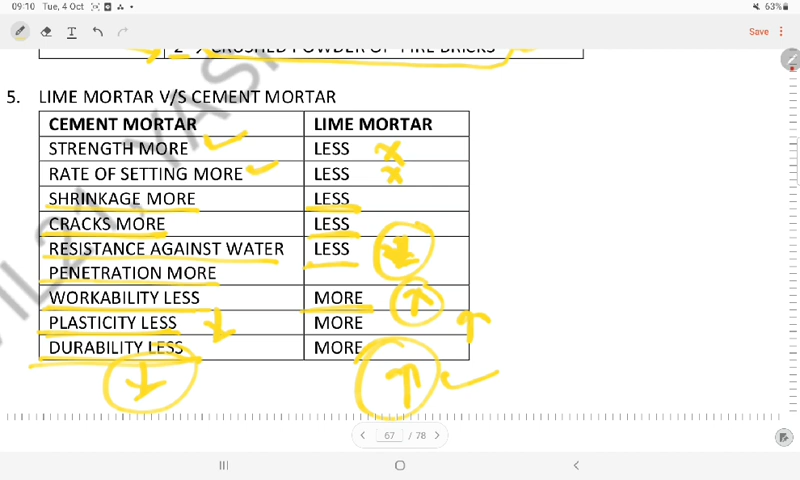 09:10 Tue, 4 Oct
63%
T
Save
2 → CRUSHED POWDER OF FIRE BRICKS
5. LIME MORTAR V/S CEMENT MORTAR
CEMENT MORTAR LIME MORTAR
STRENGTH MORE LESS
RATE OF SETTING MORE LESS
SHRINKAGE MORE LESS
CRACKS MORE LESS
RESISTANCE AGAINST WATER LESS
PENETRATION MORE
WORKABILITY LESS MORE
PLASTICITY LESS MORE
DURABILITY LESS MORE
67 / 78